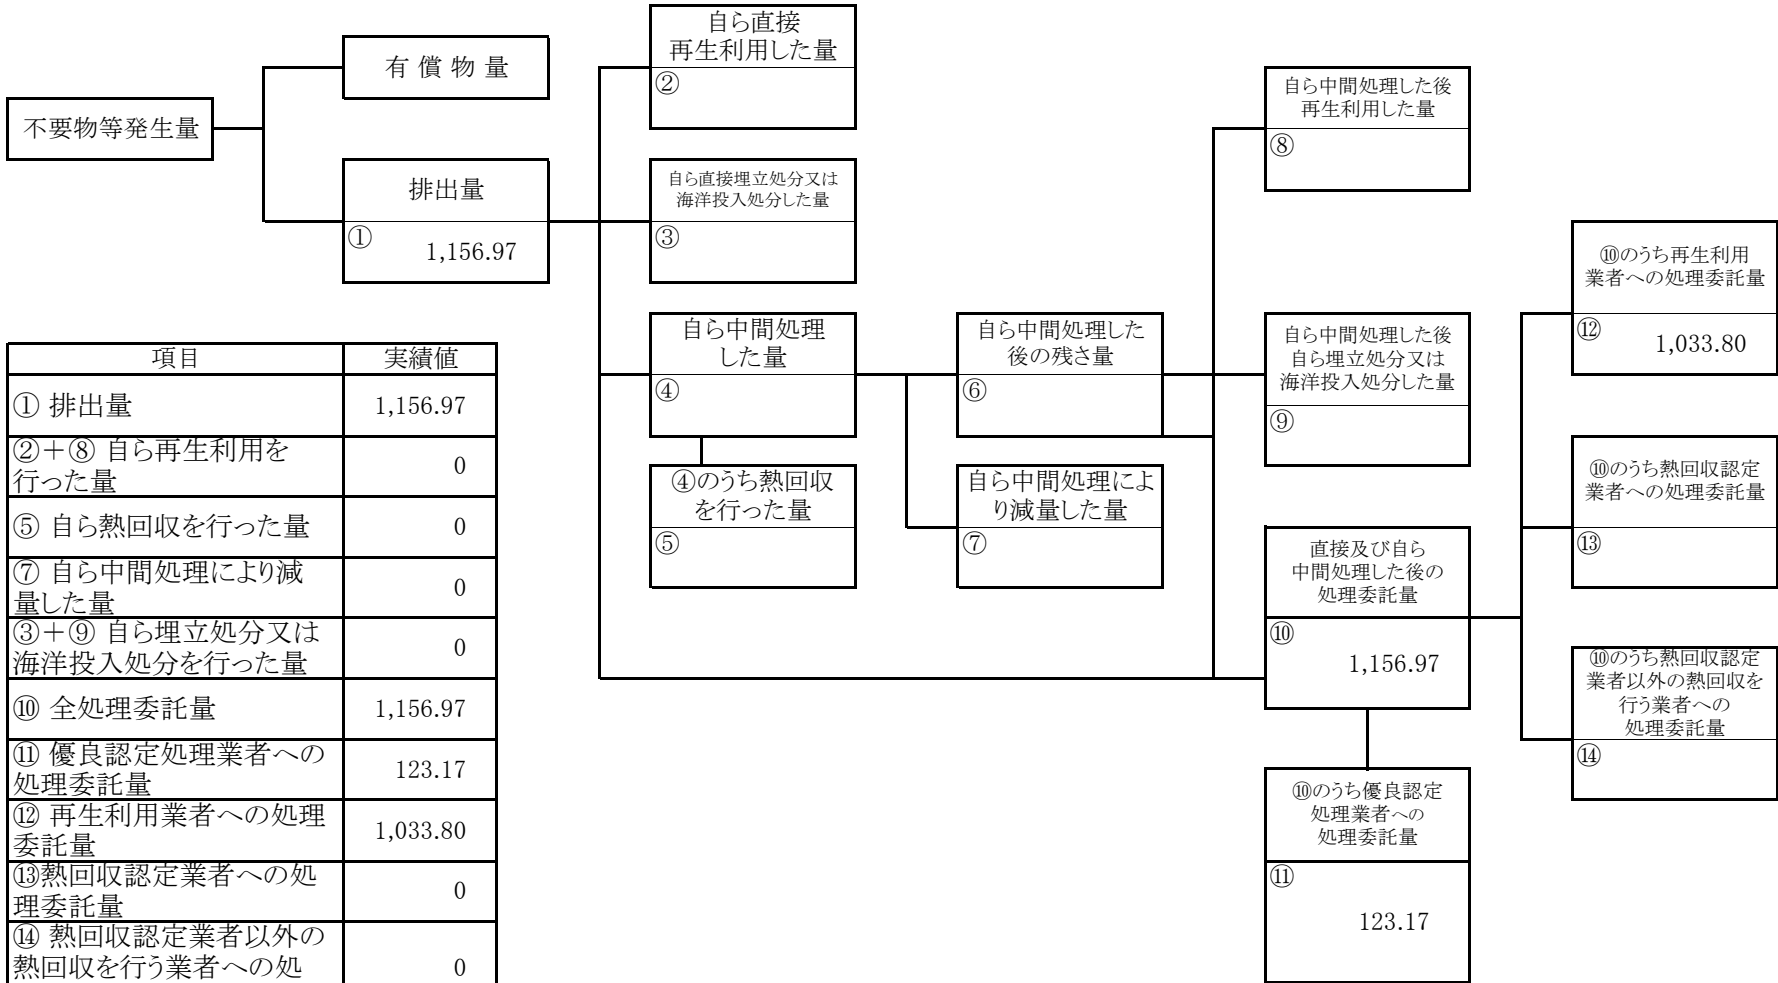 不要物等発生量
有償物量
排出量
①
1,156.97
自ら直接
再生利用した量
②
自ら直接埋立処分又は
海洋投入処分した量
③
自ら中間処理
した量
④
④のうち熱回収
を行った量
⑤
自ら中間処理した
後の残さ量
⑥
自ら中間処理によ
り減量した量
⑦
自ら中間処理した後
再生利用した量
⑧
自ら中間処理した後
自ら埋立処分又は
海洋投入処分した量
⑨
直接及び自ら
中間処理した後の
処理委託量
⑩
1,156.97
⑩のうち優良認定
処理業者への
処理委託量
⑪
123.17
⑩のうち再生利用
業者への処理委託量
⑫
1,033.80
⑩のうち熱回収認定
業者への処理委託量
⑬
⑩のうち熱回収認定
業者以外の熱回収を
行う業者への
処理委託量
⑭
項目 実績値
① 排出量 1,156.97
②+⑧ 自ら再生利用を
行った量 0
⑤ 自ら熱回収を行った量 0
⑦ 自ら中間処理により減
量した量 0
③+⑨ 自ら埋立処分又は
海洋投入処分を行った量 0
⑩ 全処理委託量 1,156.97
⑪ 優良認定処理業者への
処理委託量 123.17
⑫ 再生利用業者への処理
委託量 1,033.80
⑬熱回収認定業者への処
理委託量 0
⑭ 熱回収認定業者以外の
熱回収を行う業者への処 0